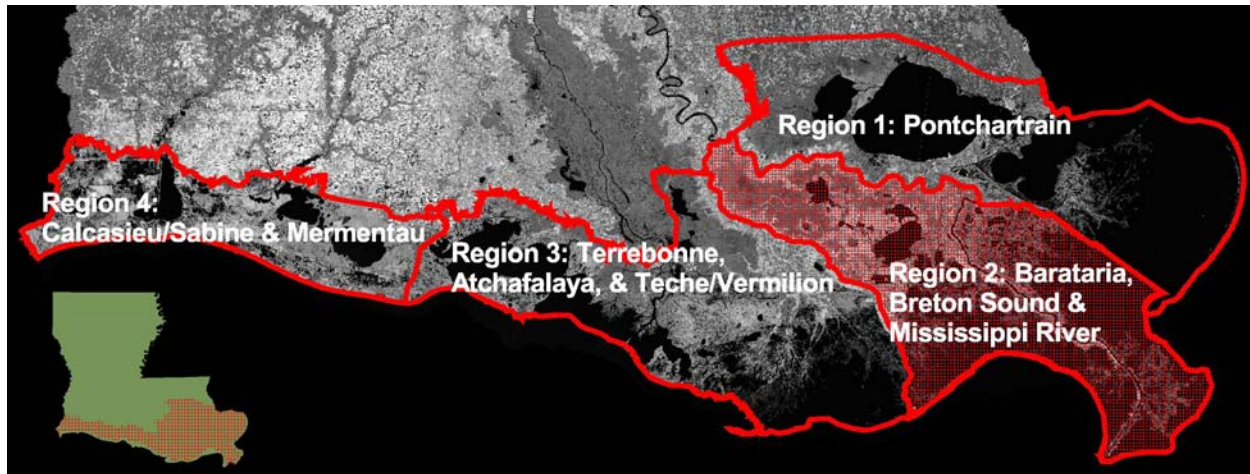 Region 1: Pontchartrain
Region 4:
Calcasieu/Sabine & Mermentau
Region 3: Terrebonne,
Atchafalaya, & Teche/Vermilion
Region 2: Barataria,
Breton Sound &
Mississippi River